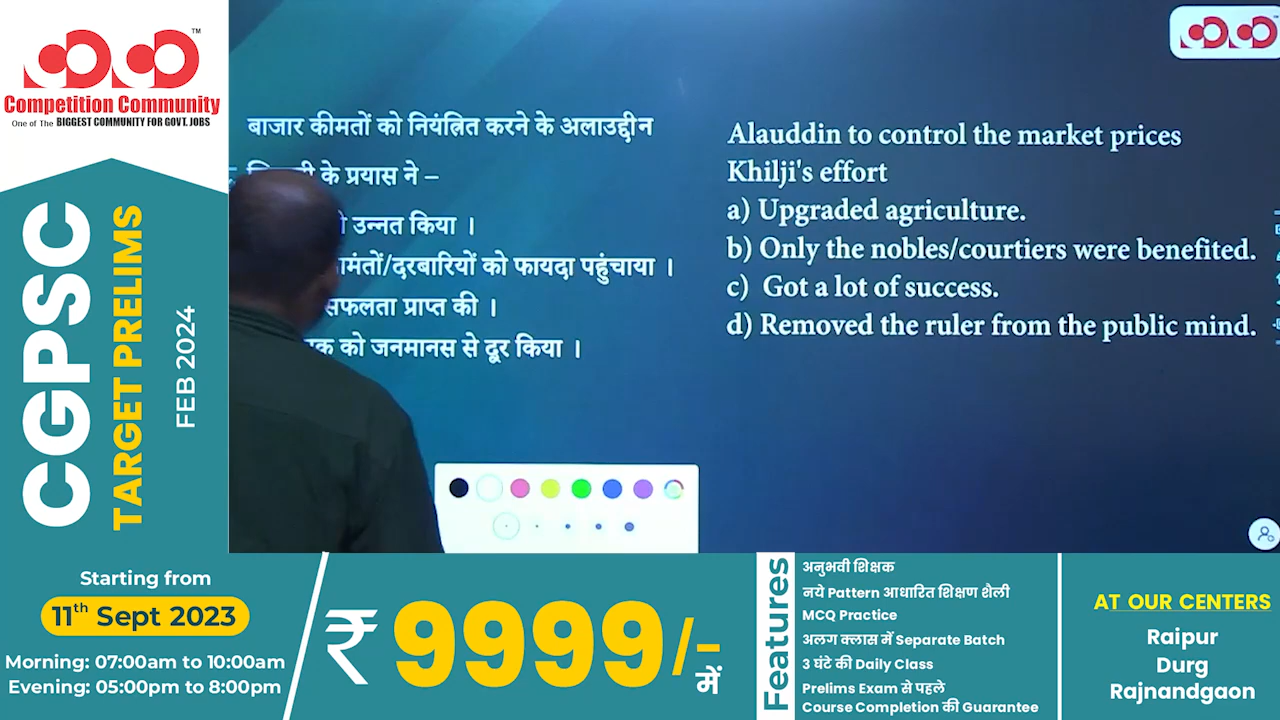 TM
Competition Community
One of The BIGGEST COMMUNITY FOR GOVT. JOBS
CGPSC
TARGET PRELIMS
FEB 2024
बाजार कीमतों को नियंत्रित करने के अलाउद्दीन
के प्रयास ने –
उन्नत किया ।
सामंतों/दरबारियों को फायदा पहुंचाया ।
सफलता प्राप्त की ।
को जनमानस से दूर किया ।
Alauddin to control the market prices
Khilji's effort
a) Upgraded agriculture.
b) Only the nobles/courtiers were benefited.
c) Got a lot of success.
d) Removed the ruler from the public mind.
Starting from
11th Sept 2023
Morning: 07:00am to 10:00am
Evening: 05:00pm to 8:00pm
₹ 9999/- में
Features
अनुभवी शिक्षक
नये Pattern आधारित शिक्षण शैली
MCQ Practice
अलग क्लास में Separate Batch
3 घंटे की Daily Class
Prelims Exam से पहले
Course Completion की Guarantee
AT OUR CENTERS
Raipur
Durg
Rajnandgaon